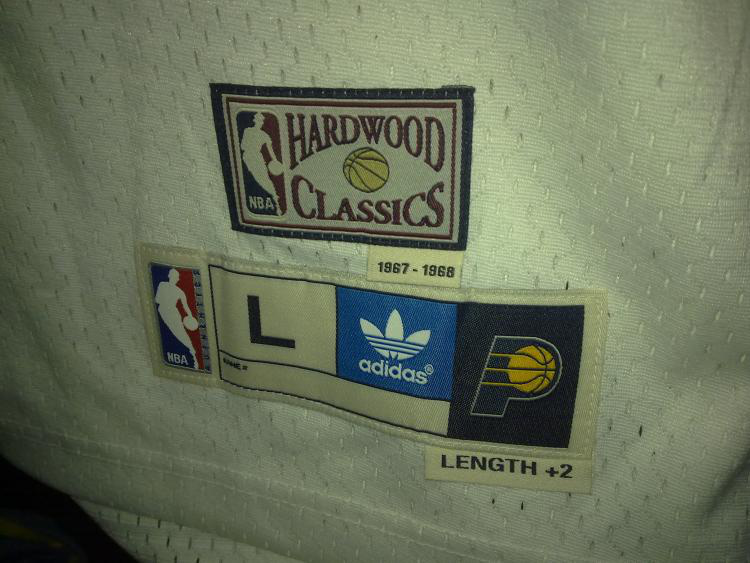 HARDWOOD
CLASSICS
NBA
1967 - 1968
NBA
L
adidas®
LENGTH +2